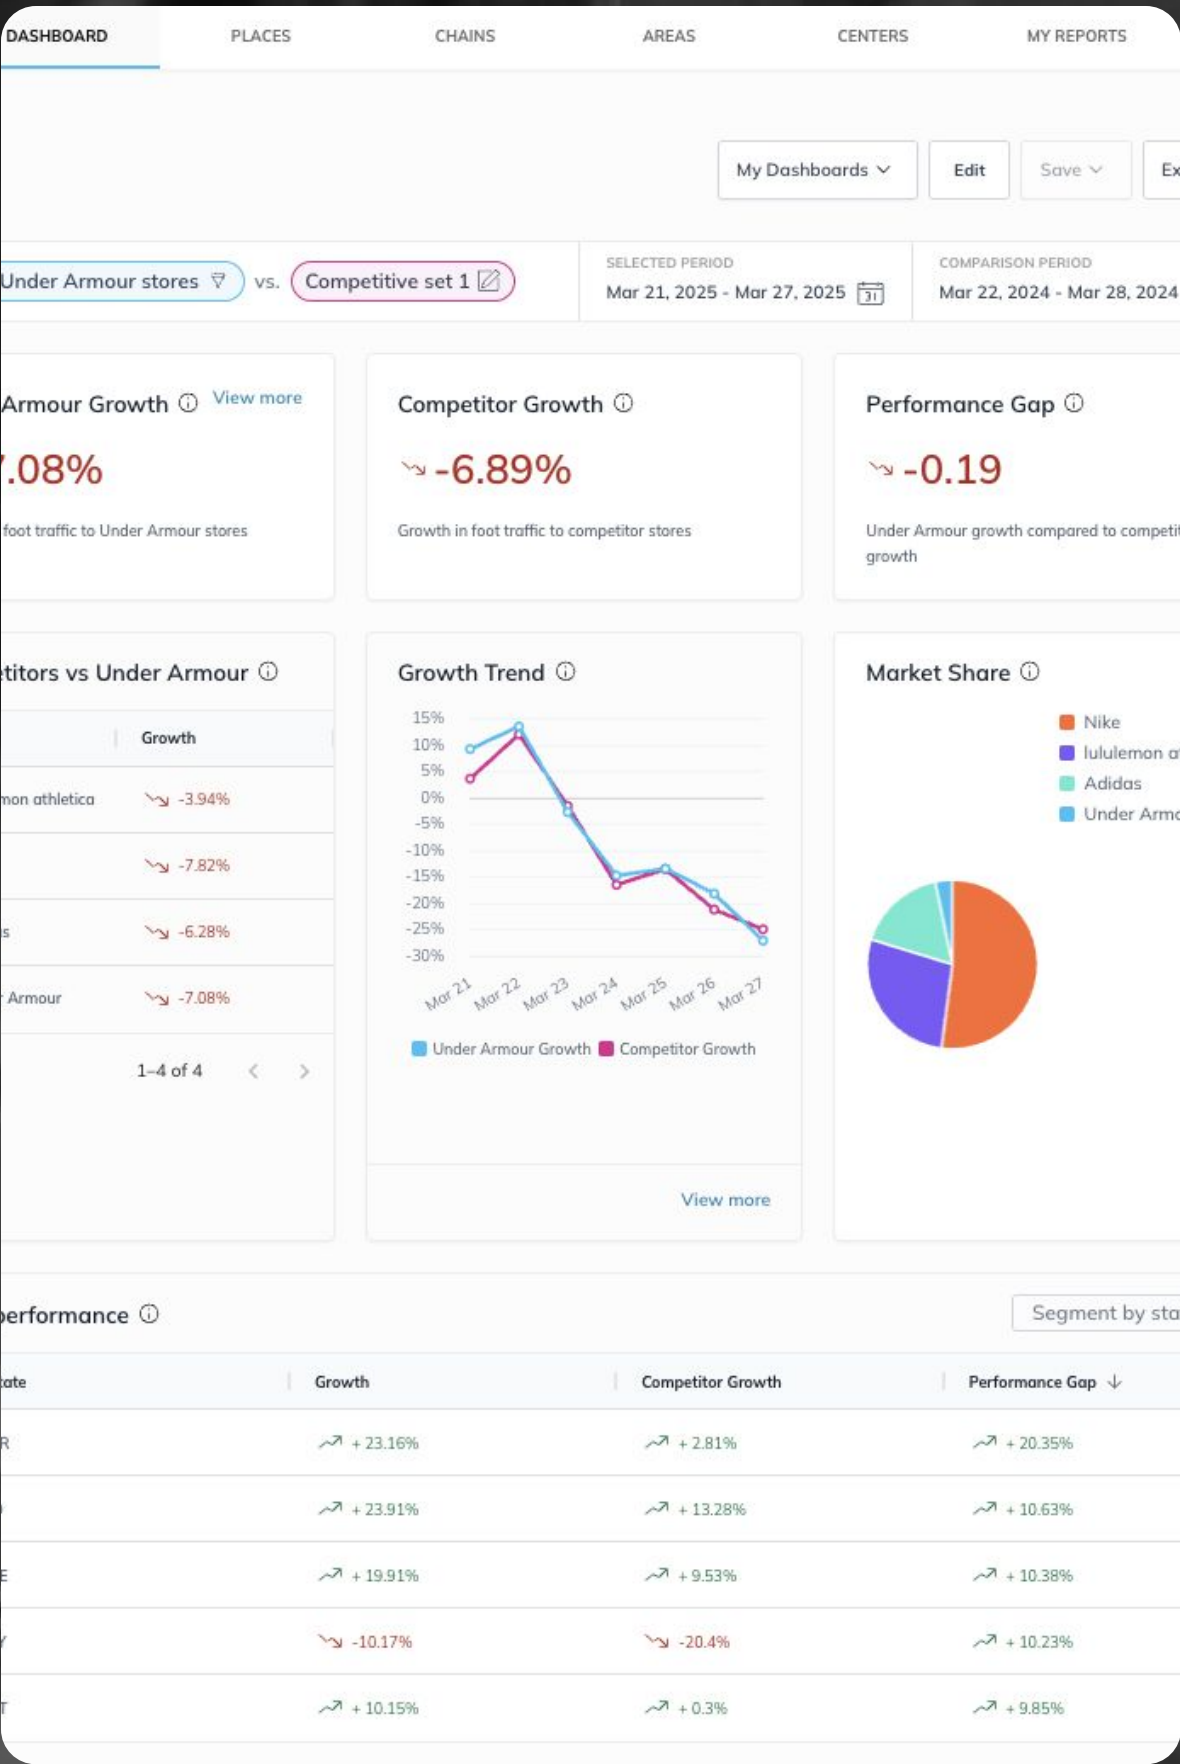 DASHBOARD PLACES CHAINS AREAS CENTERS MY REPORTS
My Dashboards Edit Save Ex
Under Armour stores vs. Competitive set 1
SELECTED PERIOD
Mar 21, 2025 - Mar 27, 2025
31
COMPARISON PERIOD
Mar 22, 2024 - Mar 28, 2024
Armour Growth View more
7.08%
foot traffic to Under Armour stores
Competitor Growth
-6.89%
Growth in foot traffic to competitor stores
Performance Gap
-0.19
Under Armour growth compared to competit
growth
etitors vs Under Armour
Growth
mon athletica -3.94%
-7.82%
s -6.28%
r Armour -7.08%
1–4 of 4
Growth Trend
15%
10%
5%
0%
-5%
-10%
-15%
-20%
-25%
-30%
Mar 21 Mar 22 Mar 23 Mar 24 Mar 25 Mar 26 Mar 27
Under Armour Growth Competitor Growth
View more
Market Share
Nike
lululemon at
Adidas
Under Armo
performance
Segment by sta
tate Growth Competitor Growth Performance Gap
R + 23.16% + 2.81% + 20.35%
+ 23.91% + 13.28% + 10.63%
E + 19.91% + 9.53% + 10.38%
Y -10.17% -20.4% + 10.23%
T + 10.15% + 0.3% + 9.85%